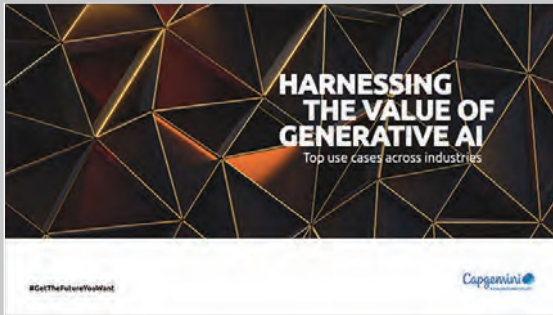 HARNESSING
THE VALUE OF
GENERATIVE AI
Top use cases across industries
#GetTheFutureYouWant
Capgemini